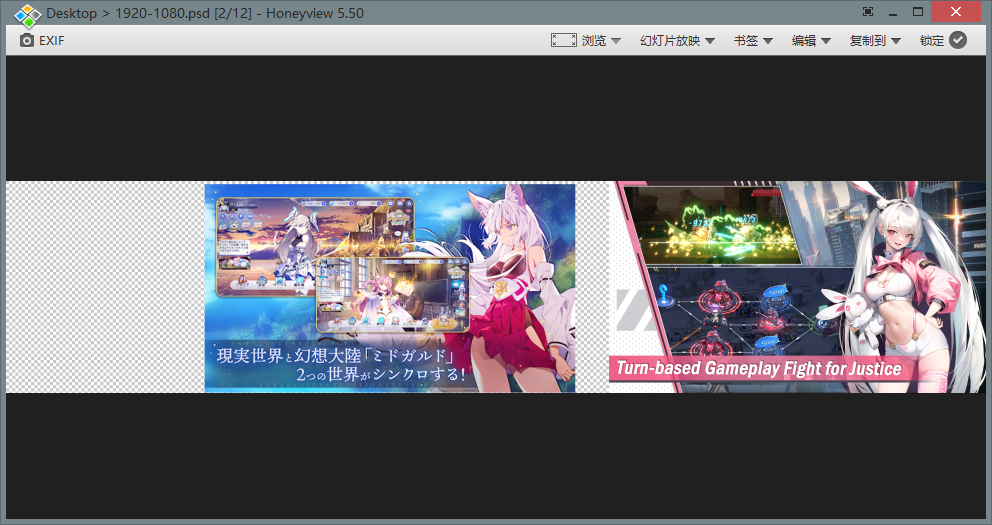 Desktop > 1920-1080.psd [2/12] - Honeyview 5.50
EXIF
浏览
幻灯片放映
书签
编辑
复制到
锁定
現実世界と幻想大陸「ミドガルド」
2つの世界がシンクロする!
Turn-based Gameplay Fight for Justice